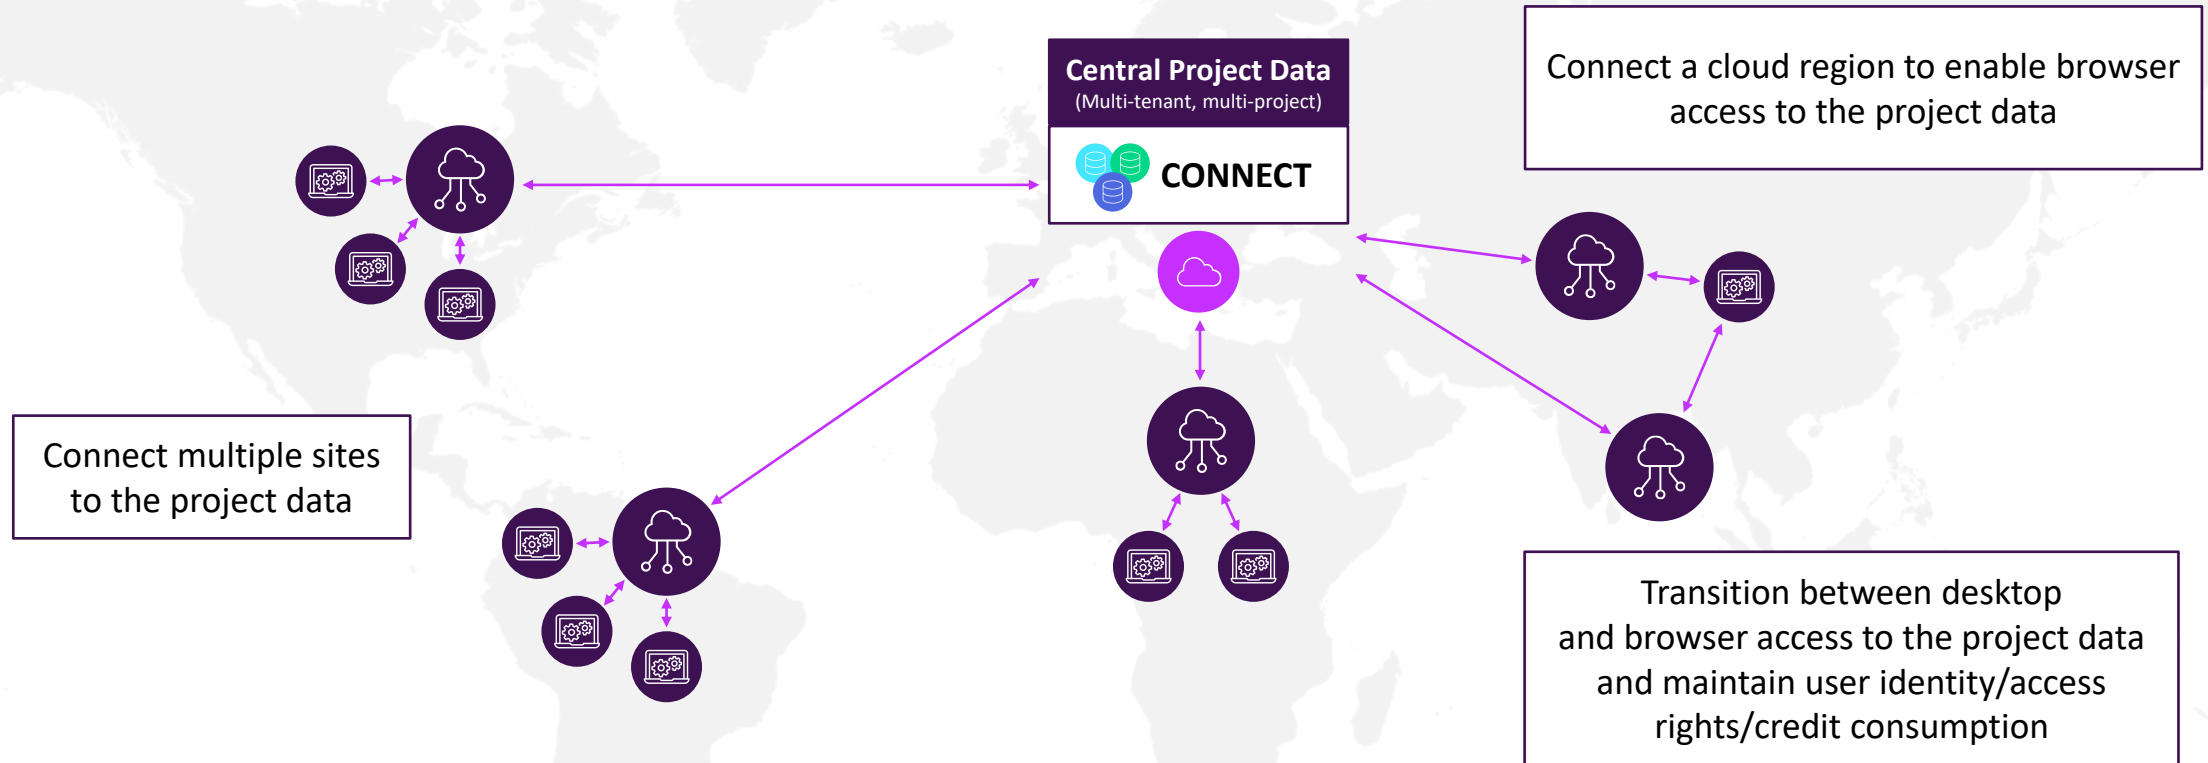 Central Project Data
(Multi-tenant, multi-project)
CONNECT
Connect a cloud region to enable browser
access to the project data
Connect multiple sites
to the project data
Transition between desktop
and browser access to the project data
and maintain user identity/access
rights/credit consumption